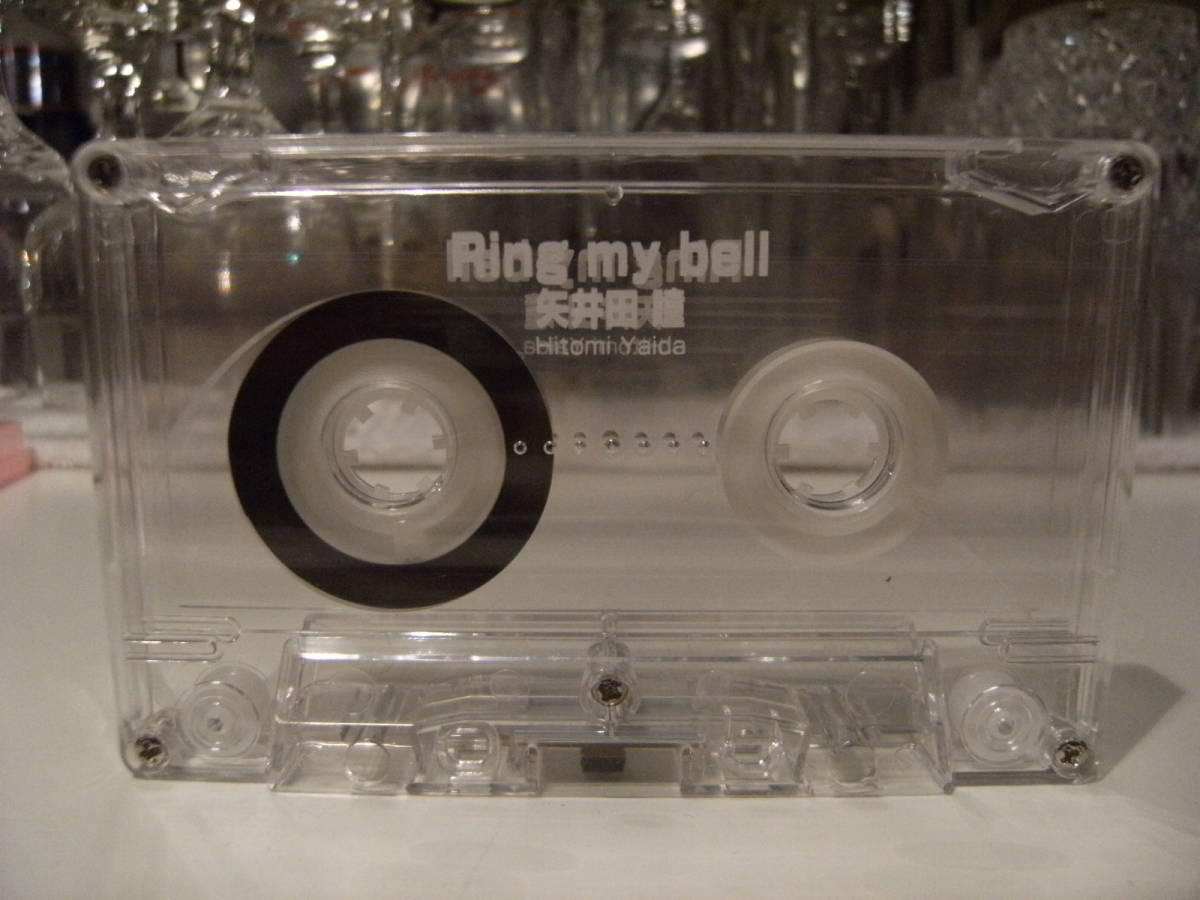 Ring my bell
矢井田 瞳
Hitomi Yaida